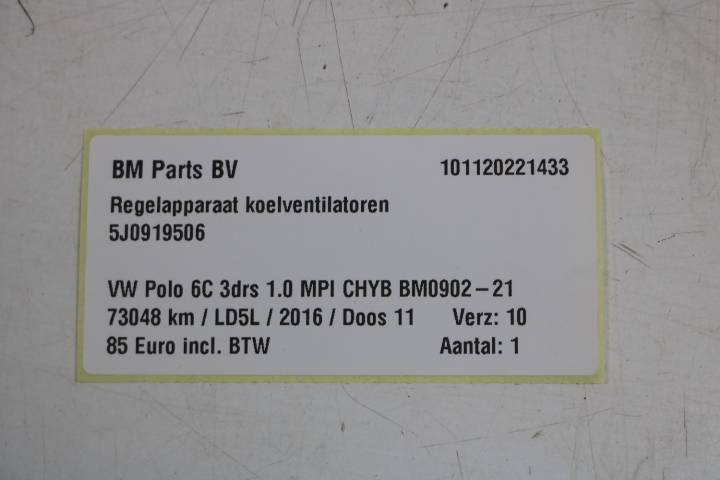 BM Parts BV 101120221433
Regelapparaat koelventilatoren
5J0919506
VW Polo 6C 3drs 1.0 MPI CHYB BM0902-21
73048 km / LD5L / 2016 / Doos 11 Verz: 10
85 Euro incl. BTW Aantal: 1